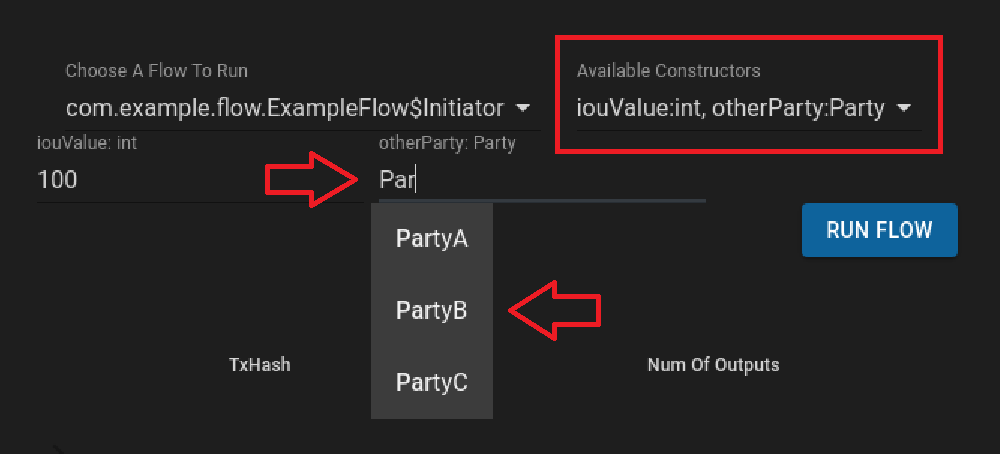 Choose A Flow To Run
Available Constructors
com.example.flow.ExampleFlow$Initiator
iouValue:int, otherParty:Party
iouValue: int
otherParty: Party
100
Par
PartyA
RUN FLOW
PartyB
TxHash
Num Of Outputs
PartyC